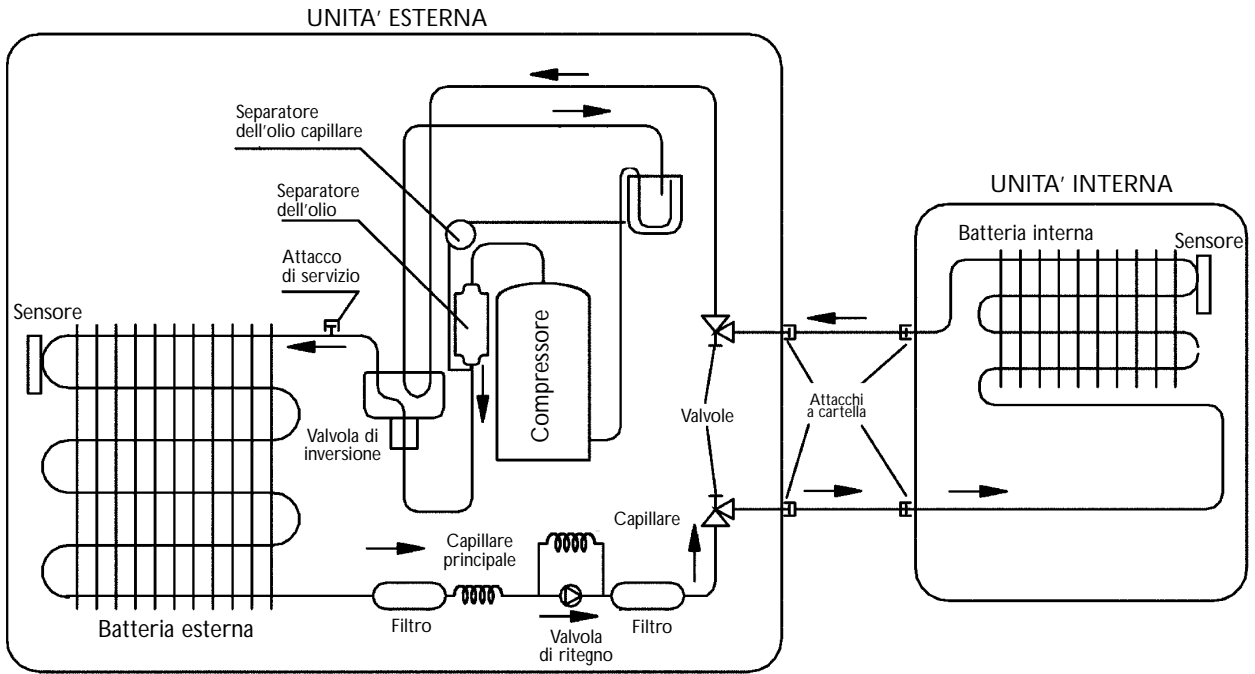 UNITA' ESTERNA
Separatore
dell'olio capillare
Separatore
dell'olio
Attacco
di servizio
Sensore
Compressore
Valvola di
inversione
Batteria esterna
Filtro
Capillare
principale
Valvola
di ritegno
Filtro
Capillare
Valvole
Attacchi
a cartella
UNITA' INTERNA
Batteria interna
Sensore